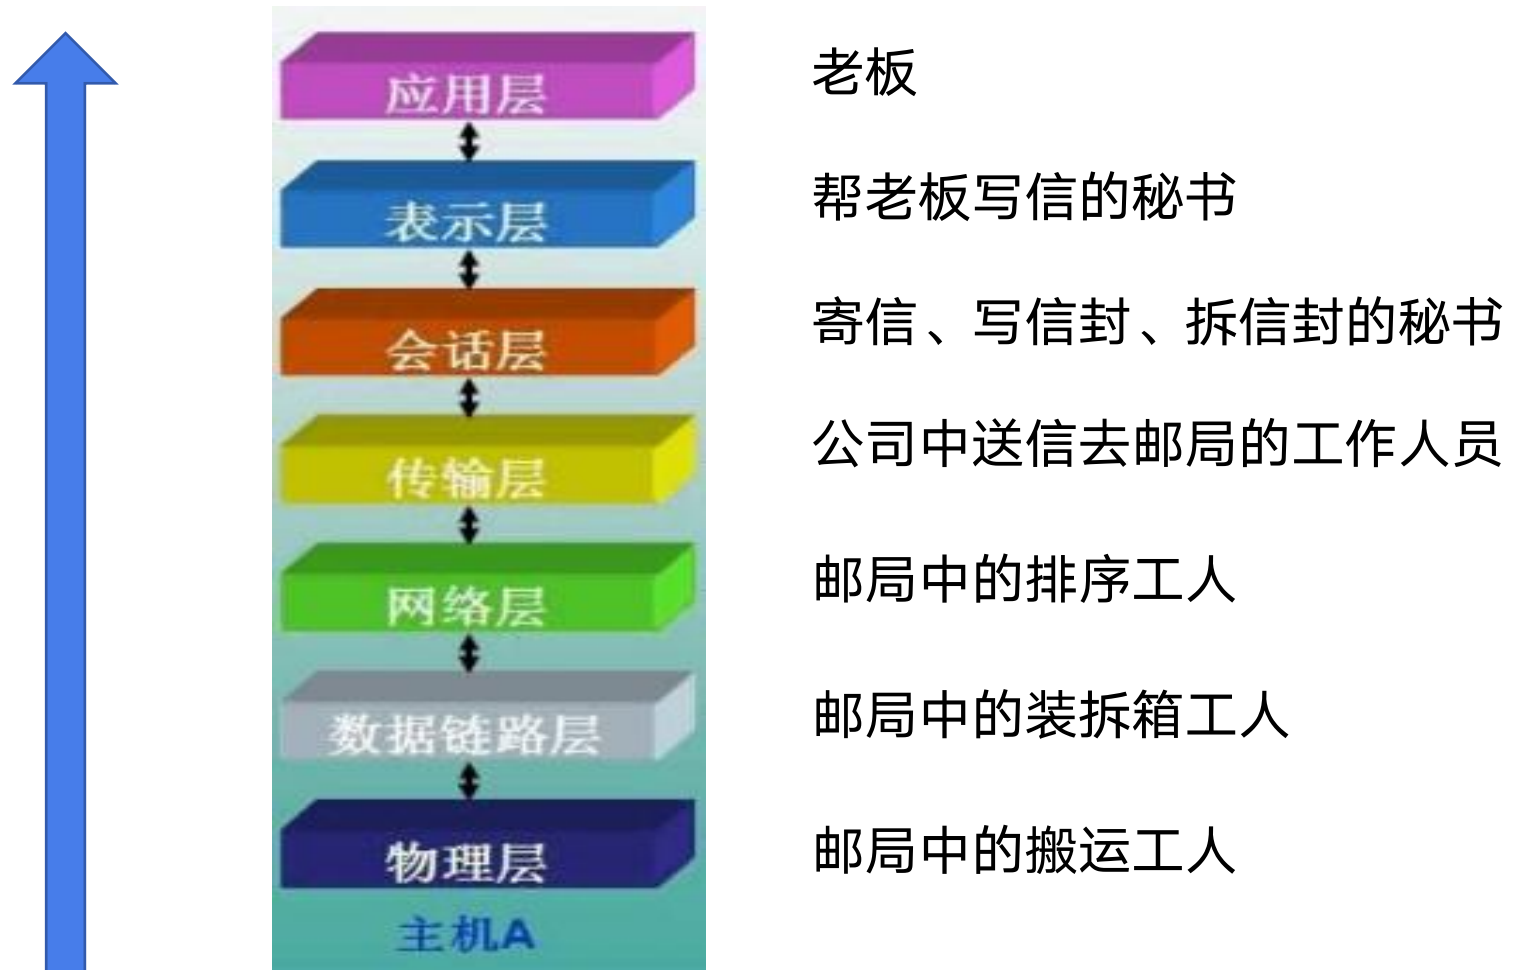 应用层
老板
表示层
帮老板写信的秘书
会话层
寄信、写信封、拆信封的秘书
传输层
公司中送信去邮局的工作人员
网络层
邮局中的排序工人
数据链路层
邮局中的装拆箱工人
物理层
邮局中的搬运工人
主机A